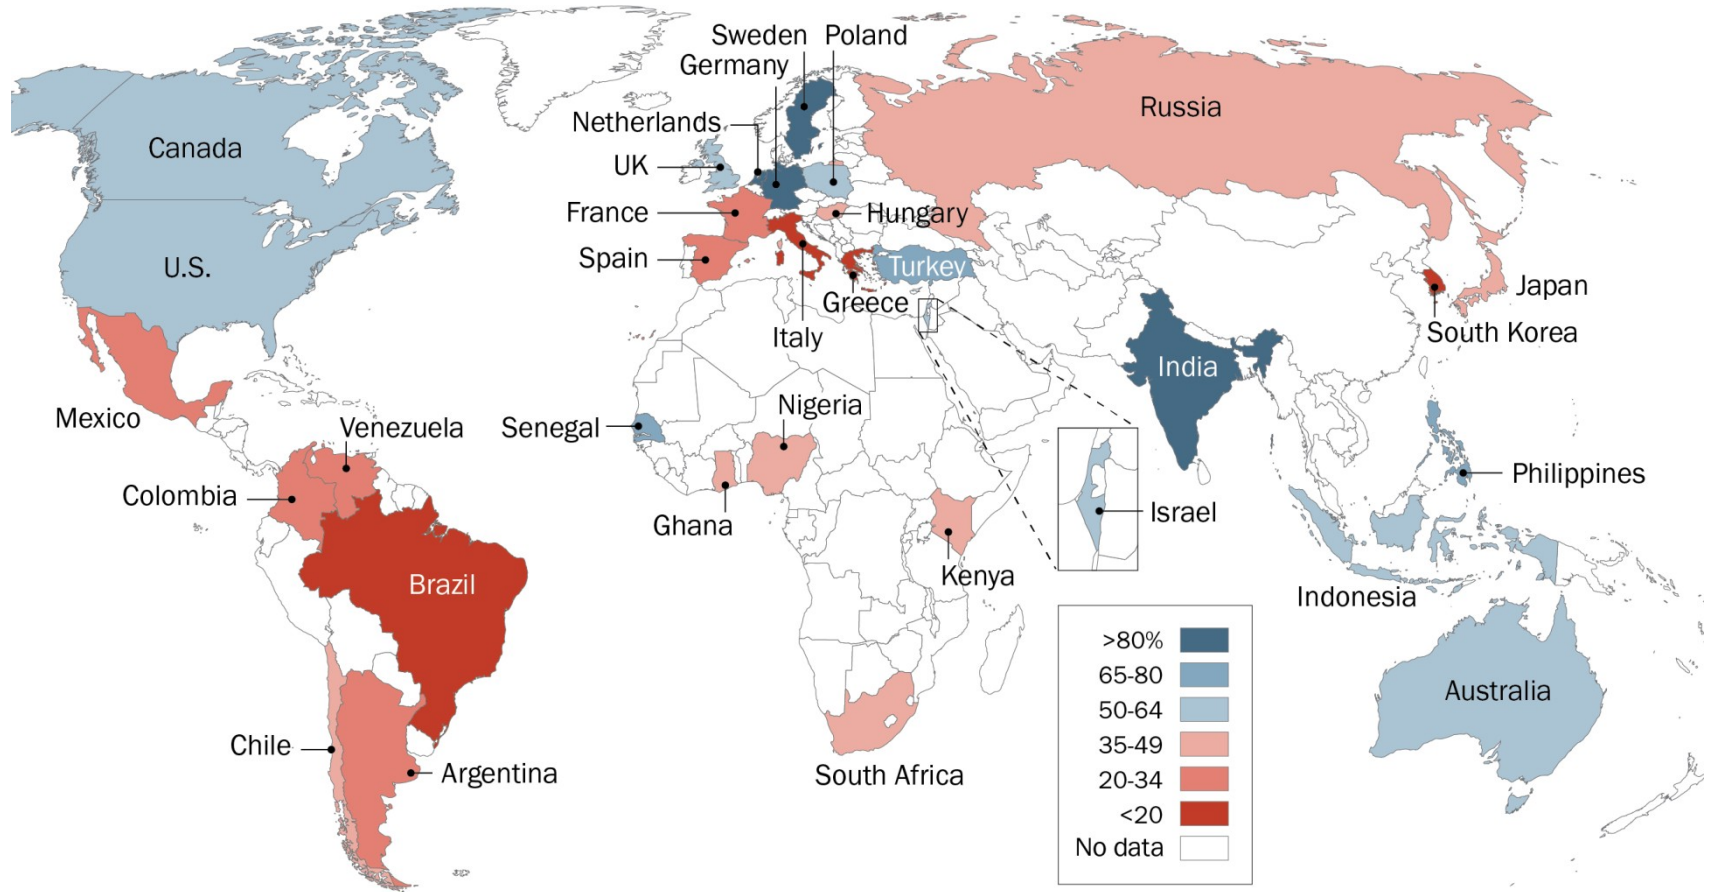 Sweden
Poland
Germany
Russia
Netherlands
Canada
UK
France
Hungary
Spain
Turkey
U.S.
Japan
Greece
South Korea
Italy
India
Nigeria
Mexico
Venezuela
Senegal
Philippines
Colombia
Israel
Ghana
Kenya
Brazil
Indonesia
>80%
65-80
50-64
35-49
20-34
<20
No data
Australia
Chile
Argentina
South Africa